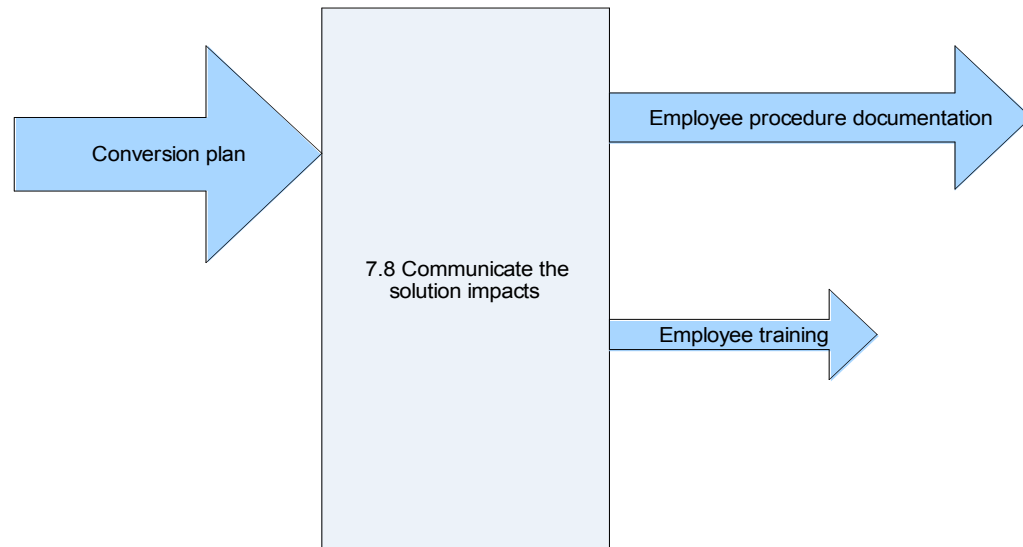 Conversion plan
Employee procedure documentation
7.8 Communicate the
solution impacts
Employee training